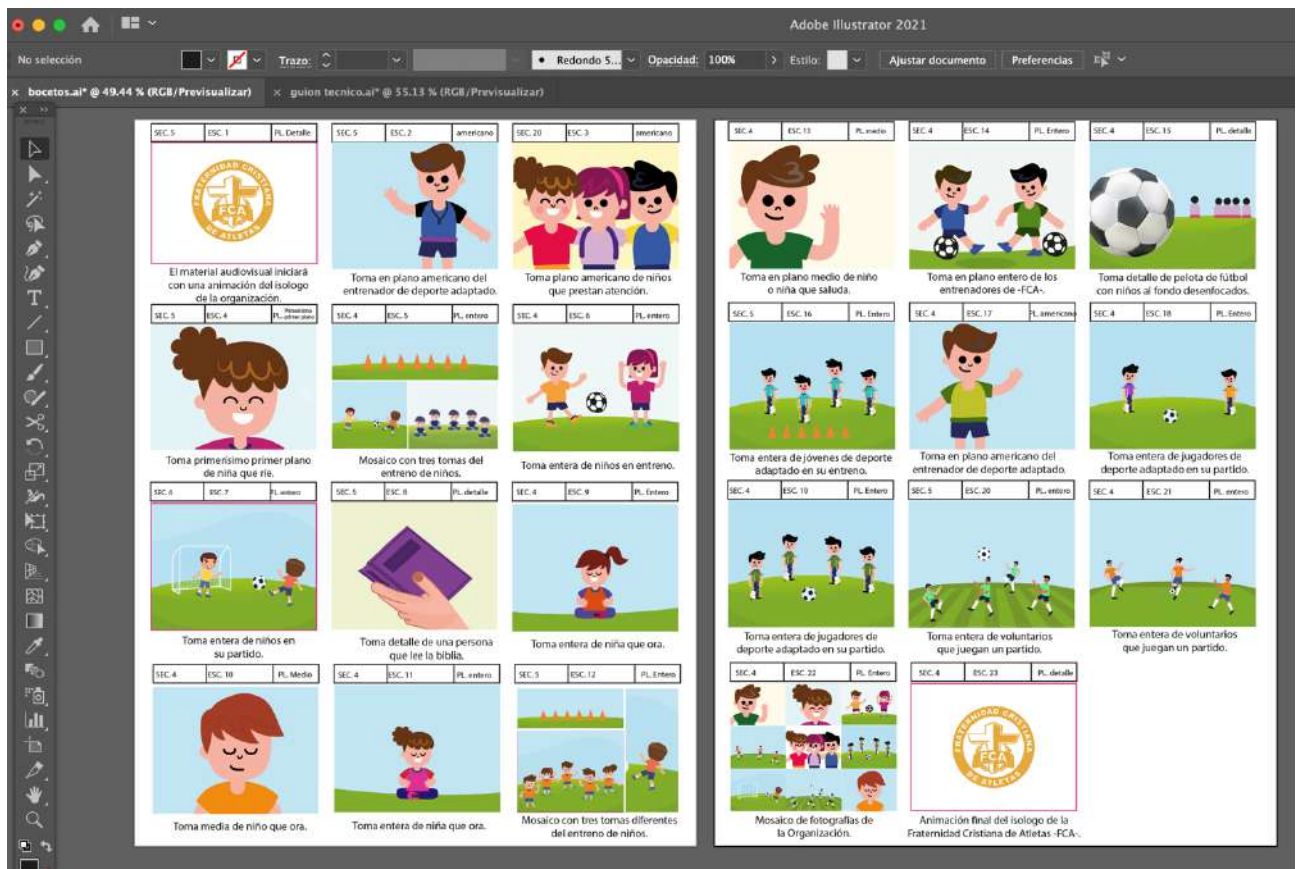 Adobe Illustrator 2021
No selección
Trazo:
Redondo 5...
Opacidad:
100%
Estilo:
Ajustar documento
Preferencias
× bocetos.ai* @ 49.44 % (RGB/Previsualizar)
× guion tecnico.ai* @ 55.13 % (RGB/Previsualizar)
SEC. 5 ESC. 1 PL. Detalle
FRATERNIDAD CRISTIANA
FCA
DE ATLETAS
El material audiovisual iniciará
con una animación del isologo
de la organización.
SEC. 5 ESC. 2 americano
Toma en plano americano del
entrenador de deporte adaptado.
SEC. 20 ESC. 3 americano
Toma plano americano de niños
que prestan atención.
SEC. 5 ESC. 4 PL. primer plano
Toma primerísimo primer plano
de niña que ríe.
SEC. 4 ESC. 5 PL. entero
Mosaico con tres tomas del
entreno de niños.
SEC. 4 ESC. 6 PL. entero
Toma entera de niños en entreno.
SEC. 6 ESC. 7 PL. entero
Toma entera de niños en
su partido.
SEC. 5 ESC. 8 PL. detalle
Toma detalle de una persona
que lee la biblia.
SEC. 4 ESC. 9 PL. Entero
Toma entera de niña que ora.
SEC. 4 ESC. 10 PL. Medio
Toma media de niño que ora.
SEC. 4 ESC. 11 PL. entero
Toma entera de niña que ora.
SEC. 5 ESC. 12 PL. Entero
Mosaico con tres tomas diferentes
del entreno de niños.
SEC. 4 ESC. 13 PL. medio
Toma en plano medio de niño
o niña que saluda.
SEC. 4 ESC. 14 PL. Entero
Toma en plano entero de los
entrenadores de -FCA-.
SEC. 4 ESC. 15 PL. detalle
Toma detalle de pelota de fútbol
con niños al fondo desenfocados.
SEC. 5 ESC. 16 PL. Entero
Toma entera de jóvenes de deporte
adaptado en su entreno.
SEC. 4 ESC. 17 PL. americano
Toma en plano americano del
entrenador de deporte adaptado.
SEC. 4 ESC. 18 PL. Entero
Toma entera de jugadores de
deporte adaptado en su partido.
SEC. 4 ESC. 19 PL. Entero
Toma entera de jugadores de
deporte adaptado en su partido.
SEC. 5 ESC. 20 PL. entero
Toma entera de voluntarios
que juegan un partido.
SEC. 4 ESC. 21 PL. entero
Toma entera de voluntarios
que juegan un partido.
SEC. 4 ESC. 22 PL. Entero
Mosaico de fotografías de
la Organización.
SEC. 4 ESC. 23 PL. detalle
FRATERNIDAD CRISTIANA
FCA
DE ATLETAS
Animación final del isologo de la
Fraternidad Cristiana de Atletas -FCA-.